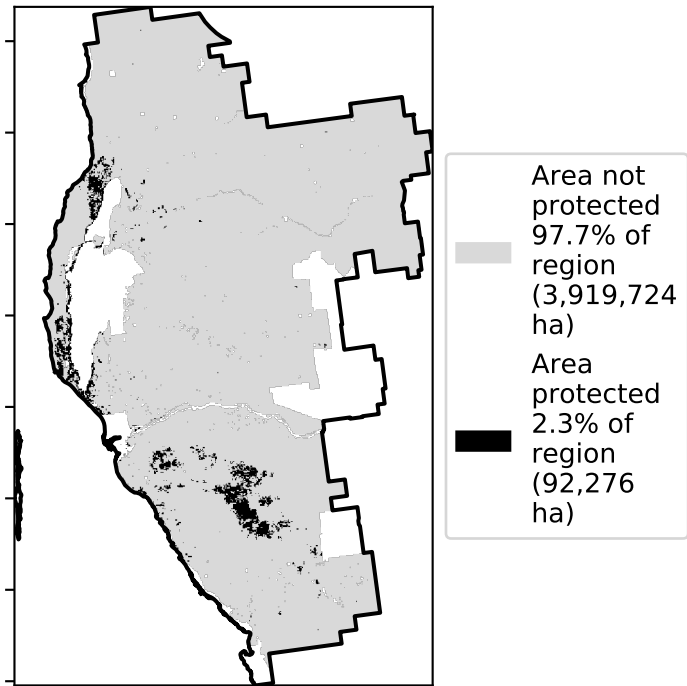 Area not
protected
97.7% of
region
(3,919,724
ha)
Area
protected
2.3% of
region
(92,276
ha)